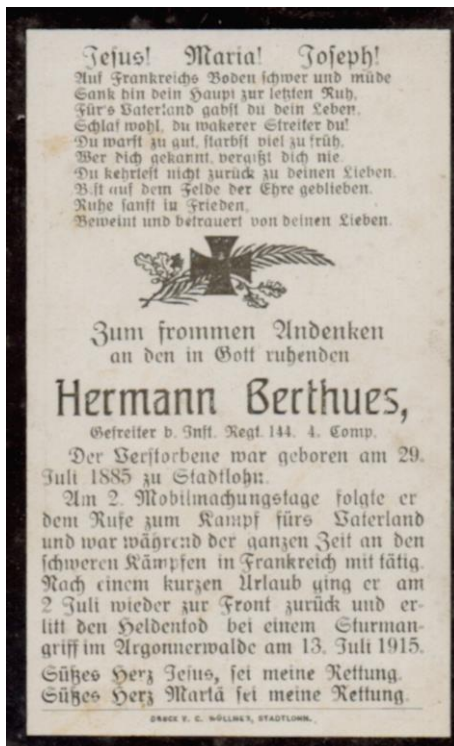 Jesus! Maria! Joseph!
Auf Frankreichs Boden schwer und müde
Sank hin dein Haupt zur letzten Ruh,
Für's Vaterland gabst du dein Leben.
Schlaf wohl, du wakerer Streiter du!
Du warst zu gut, starbst viel zu früh,
Wer dich gekannt, vergißt dich nie.
Du kehrlest nicht zurück zu deinen Lieben.
Bist auf dem Felde der Ehre geblieben.
Ruhe sanft in Frieden,
Beweint und betrauert von deinen Lieben.
Zum frommen Andenken
an den in Gott ruhenden
Hermann Berthues,
Gefreiter b. Inft. Regt. 144. 4. Comp.
Der Verstorbene war geboren am 29.
Juli 1885 zu Stadtlohn.
Am 2. Mobilmachungstage folgte er
dem Rufe zum Kampf fürs Vaterland
und war während der ganzen Zeit an den
schweren Kämpfen in Frankreich mit tätig.
Nach einem kurzen Urlaub ging er am
2 Juli wieder zur Front zurück und er-
litt den Heldentod bei einem Sturman-
griff im Argonnerwalde am 13. Juli 1915.
Süßes Herz Jesus, sei meine Rettung.
Süßes Herz Mariä sei meine Rettung.
DRUCK V. C. NÜLLNER, STADTLOHN.